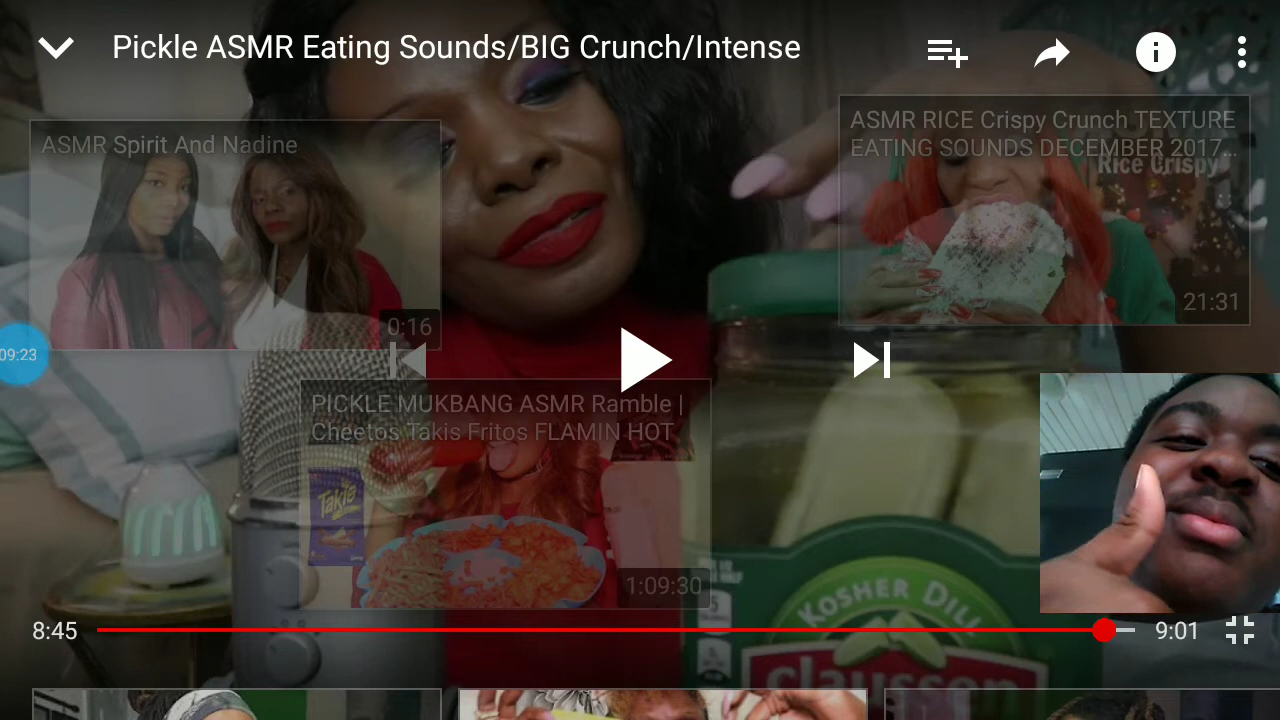 Pickle ASMR Eating Sounds/BIG Crunch/Intense
ASMR Spirit And Nadine
0:16
ASMR RICE Crispy Crunch TEXTURE
EATING SOUNDS DECEMBER 2017...
Rice Crispy
21:31
09:23
PICKLE MUKBANG ASMR Ramble |
Cheetos Takis Fritos FLAMIN HOT
Takis
1:09:30
KOSHER DILL
claussen
8:45
9:01